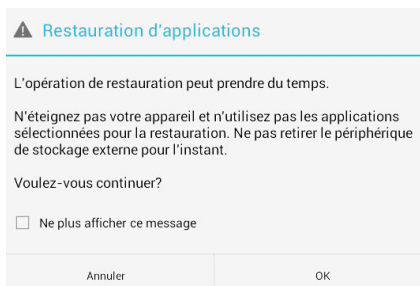 Restauration d'applications
L'opération de restauration peut prendre du temps.
N'éteignez pas votre appareil et n'utilisez pas les applications
sélectionnées pour la restauration. Ne pas retirer le périphérique
de stockage externe pour l'instant.
Voulez-vous continuer?
Ne plus afficher ce message
Annuler
OK